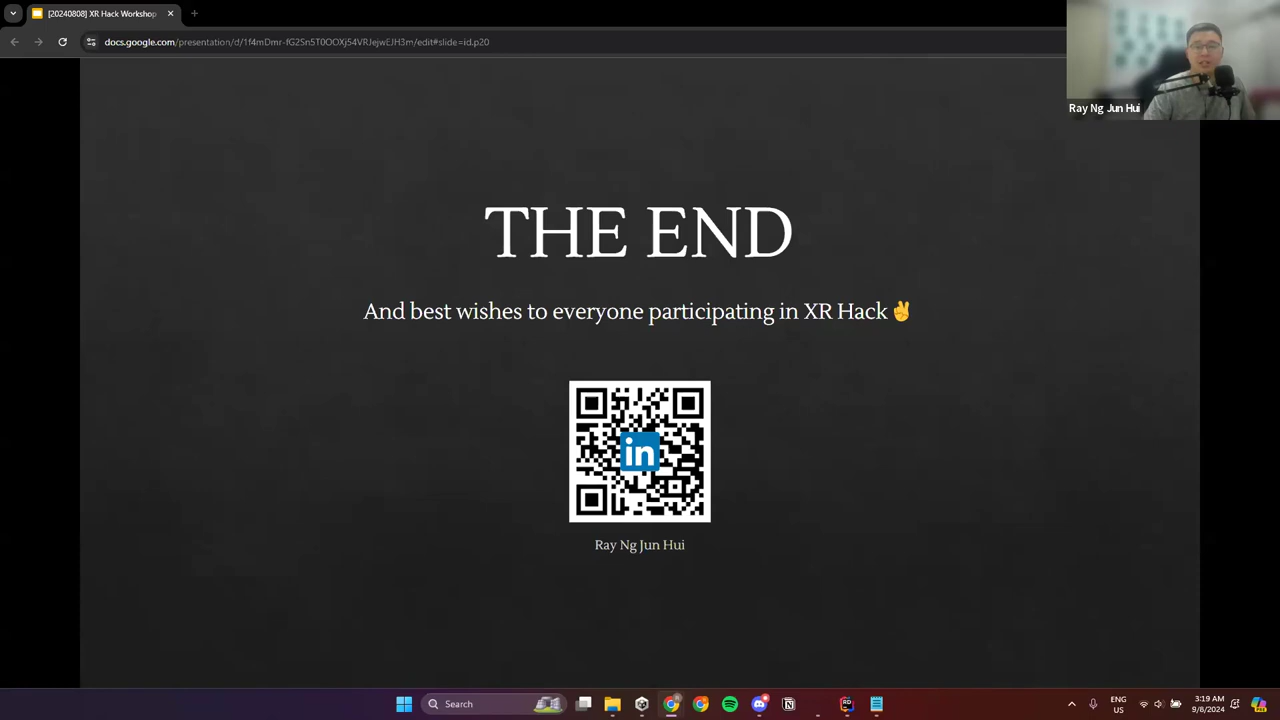 [20240808] XR Hack Workshop
docs.google.com/presentation/d/1f4mDmr-fG2Sn5T0OOXj54VRJejwEJH3m/edit#slide=id.p20
Ray Ng Jun Hui
THE END
And best wishes to everyone participating in XR Hack ✌
in
Ray Ng Jun Hui
Search
ENG
US
3:19 AM
9/8/2024